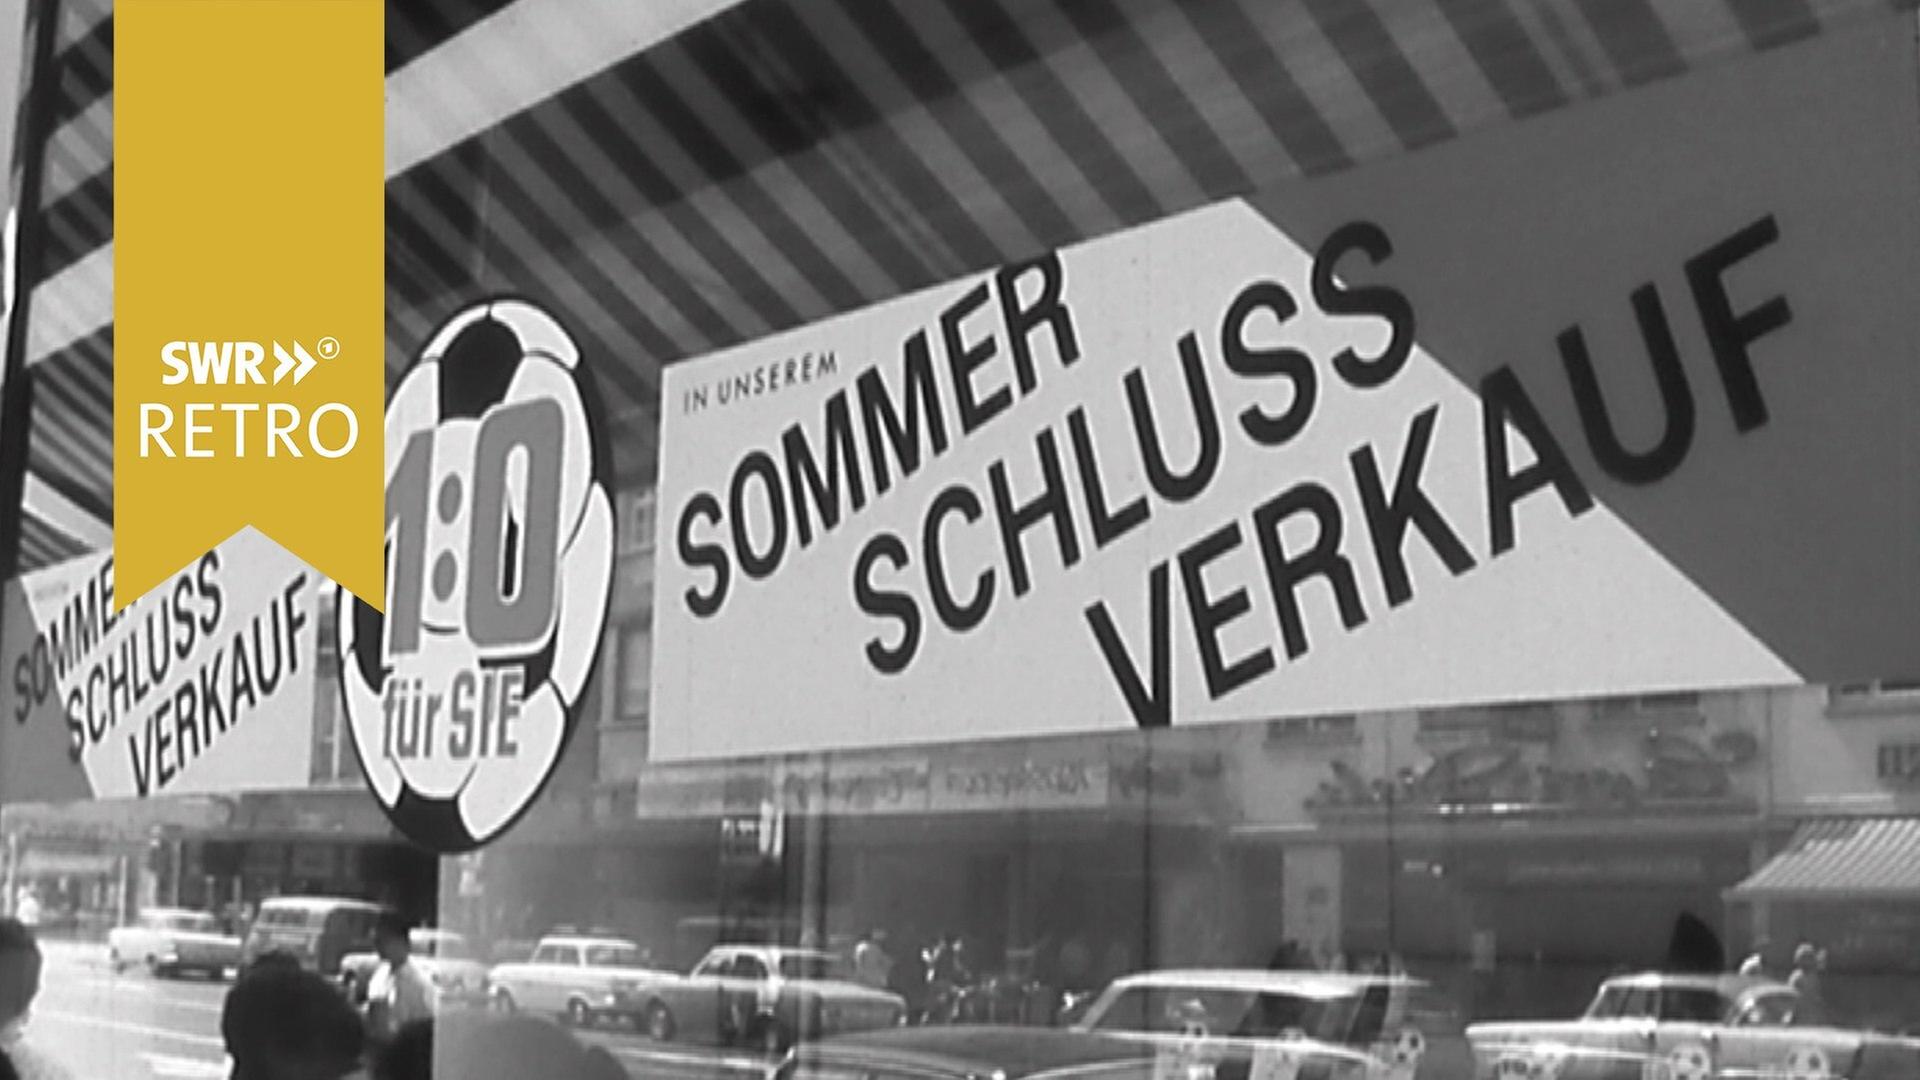 SWR
RETRO
1:0
für SIE
IN UNSEREM
SOMMER
SCHLUSS
VERKAUF
SOMMER
SCHLUSS
VERKAUF